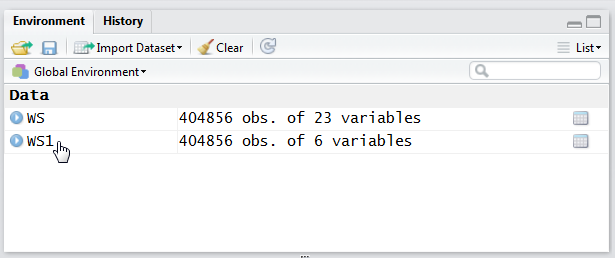 Environment History
Import Dataset Clear List
Global Environment
Data
WS 404856 obs. of 23 variables
WS1 404856 obs. of 6 variables